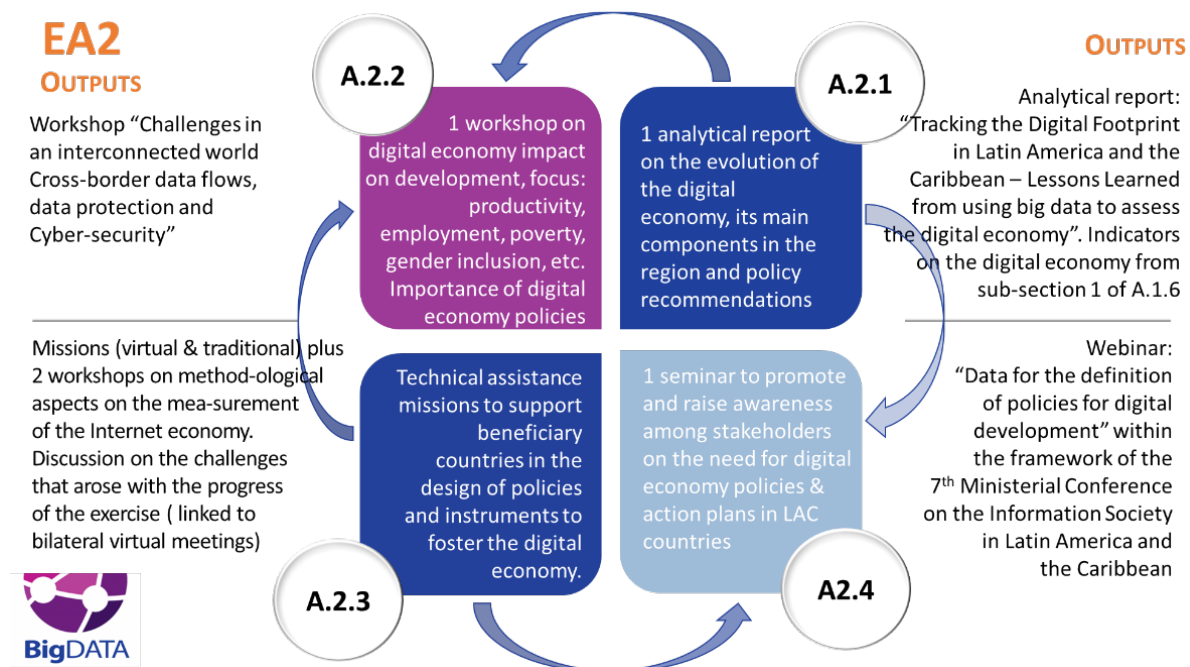 EA2
OUTPUTS
Workshop “Challenges in
an interconnected world
Cross-border data flows,
data protection and
Cyber-security”
Missions (virtual & traditional) plus
2 workshops on method-ological
aspects on the mea-surement
of the Internet economy.
Discussion on the challenges
that arose with the progress
of the exercise ( linked to
bilateral virtual meetings)
BigDATA
A.2.2
1 workshop on
digital economy impact
on development, focus:
productivity,
employment, poverty,
gender inclusion, etc.
Importance of digital
economy policies
A.2.1
1 analytical report
on the evolution of
the digital
economy, its main
components in the
region and policy
recommendations
A.2.3
Technical assistance
missions to support
beneficiary
countries in the
design of policies
and instruments to
foster the digital
economy.
A2.4
1 seminar to promote
and raise awareness
among stakeholders
on the need for digital
economy policies &
action plans in LAC
countries
OUTPUTS
Analytical report:
“Tracking the Digital Footprint
in Latin America and the
Caribbean – Lessons Learned
from using big data to assess
the digital economy”. Indicators
on the digital economy from
sub-section 1 of A.1.6
Webinar:
“Data for the definition
of policies for digital
development” within
the framework of the
7th Ministerial Conference
on the Information Society
in Latin America and
the Caribbean